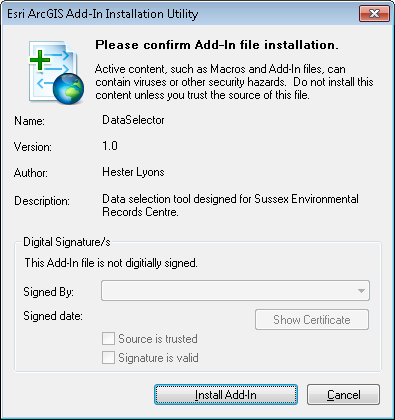 Esri ArcGIS Add-In Installation Utility
Please confirm Add-In file installation.
Active content, such as Macros and Add-In files, can
contain viruses or other security hazards.  Do not install this
content unless you trust the source of this file.
Name: DataSelector
Version: 1.0
Author: Hester Lyons
Description: Data selection tool designed for Sussex Environmental
Records Centre.
Digital Signature/s
This Add-In file is not digitially signed.
Signed By:
Signed date:
Show Certificate
Source is trusted
Signature is valid
Install Add-In Cancel